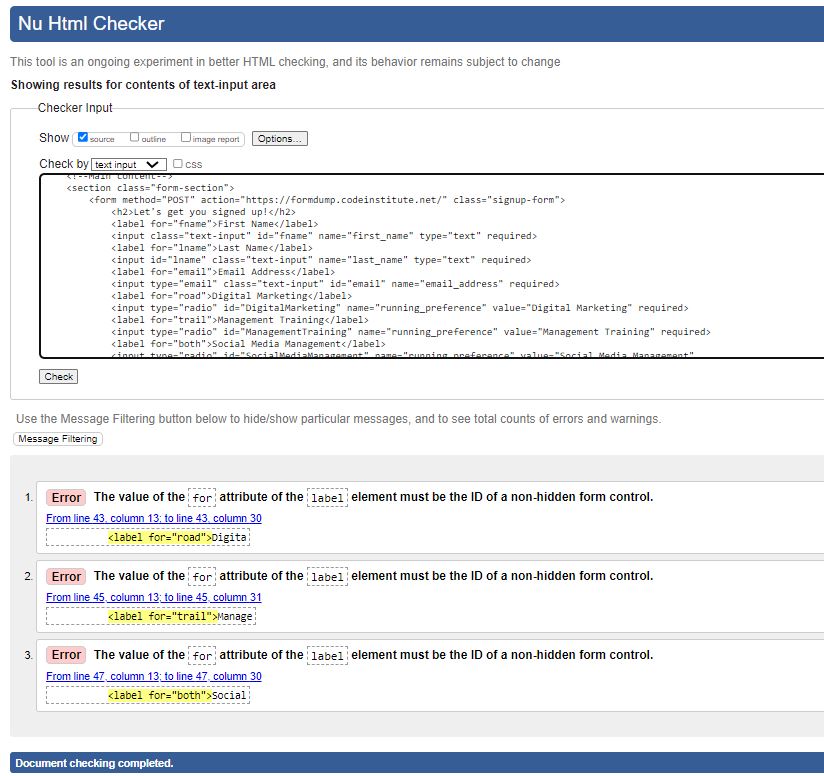 Nu Html Checker
This tool is an ongoing experiment in better HTML checking, and its behavior remains subject to change
Showing results for contents of text-input area
Checker Input
Show source outline image report Options...
Check by text input css
<!--Main content-->
<section class="form-section">
<form method="POST" action="https://formdump.codeinstitute.net/" class="signup-form">
<h2>Let's get you signed up!</h2>
<label for="fname">First Name</label>
<input class="text-input" id="fname" name="first_name" type="text" required>
<label for="lname">Last Name</label>
<input id="lname" class="text-input" name="last_name" type="text" required>
<label for="email">Email Address</label>
<input type="email" class="text-input" id="email" name="email_address" required>
<label for="road">Digital Marketing</label>
<input type="radio" id="DigitalMarketing" name="running_preference" value="Digital Marketing" required>
<label for="trail">Management Training</label>
<input type="radio" id="ManagementTraining" name="running_preference" value="Management Training" required>
<label for="both">Social Media Management</label>
<input type="radio" id="SocialMediaManagement" name="running_preference" value="Social Media Management"
Check
Use the Message Filtering button below to hide/show particular messages, and to see total counts of errors and warnings.
Message Filtering
1. Error The value of the for attribute of the label element must be the ID of a non-hidden form control.
From line 43, column 13; to line 43, column 30
<label for="road">Digita
2. Error The value of the for attribute of the label element must be the ID of a non-hidden form control.
From line 45, column 13; to line 45, column 31
<label for="trail">Manage
3. Error The value of the for attribute of the label element must be the ID of a non-hidden form control.
From line 47, column 13; to line 47, column 30
<label for="both">Social
Document checking completed.